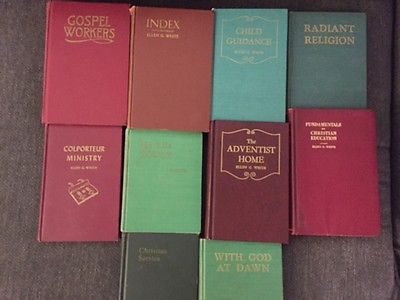 GOSPEL
WORKERS
INDEX
ELLEN G. WHITE
CHILD
GUIDANCE
ELLEN G. WHITE
RADIANT
RELIGION
COLPORTEUR
MINISTRY
ELLEN G. WHITE
The
ADVENTIST
HOME
ELLEN G. WHITE
FUNDAMENTALS
OF
CHRISTIAN
EDUCATION
ELLEN G. WHITE
Christian
Service
WITH GOD
AT DAWN